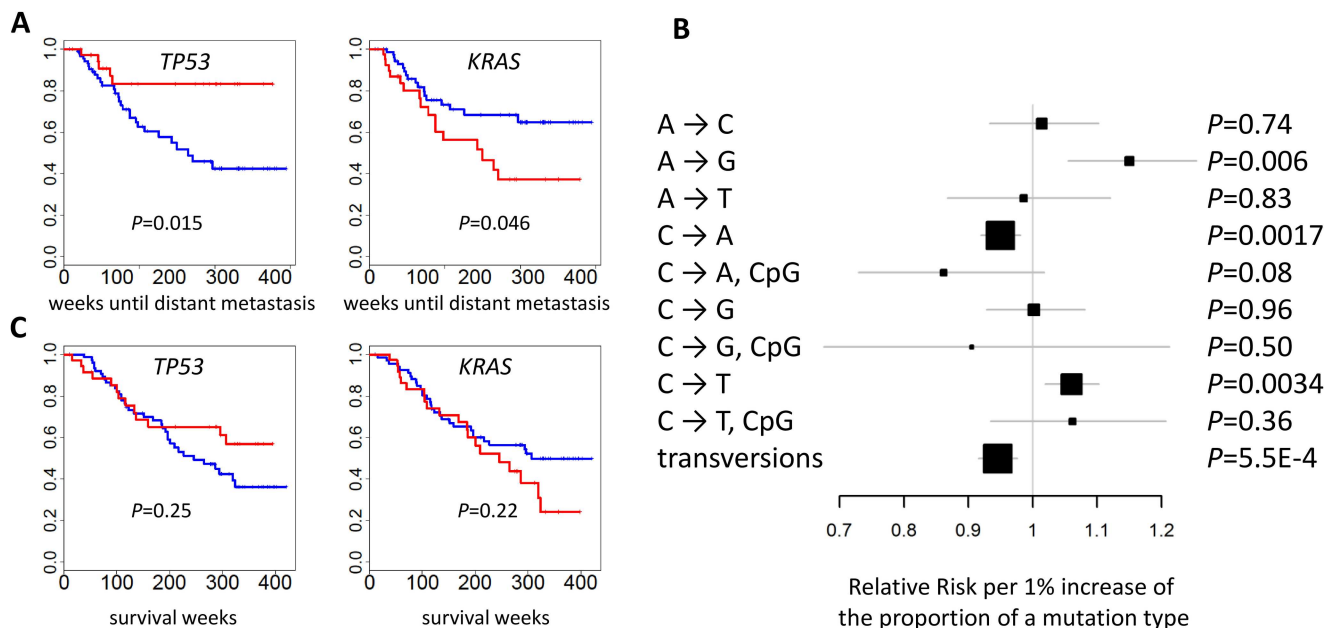 A
TP53
1.0
0.8
0.6
0.4
0.2
0.0
P=0.015
0 100 200 300 400
weeks until distant metastasis
KRAS
1.0
0.8
0.6
0.4
0.2
0.0
P=0.046
0 100 200 300 400
weeks until distant metastasis
B
A → C P=0.74
A → G P=0.006
A → T P=0.83
C → A P=0.0017
C → A, CpG P=0.08
C → G P=0.96
C → G, CpG P=0.50
C → T P=0.0034
C → T, CpG P=0.36
transversions P=5.5E-4
0.7 0.8 0.9 1 1.1 1.2
Relative Risk per 1% increase of
the proportion of a mutation type
C
TP53
1.0
0.8
0.6
0.4
0.2
0.0
P=0.25
0 100 200 300 400
survival weeks
KRAS
1.0
0.8
0.6
0.4
0.2
0.0
P=0.22
0 100 200 300 400
survival weeks